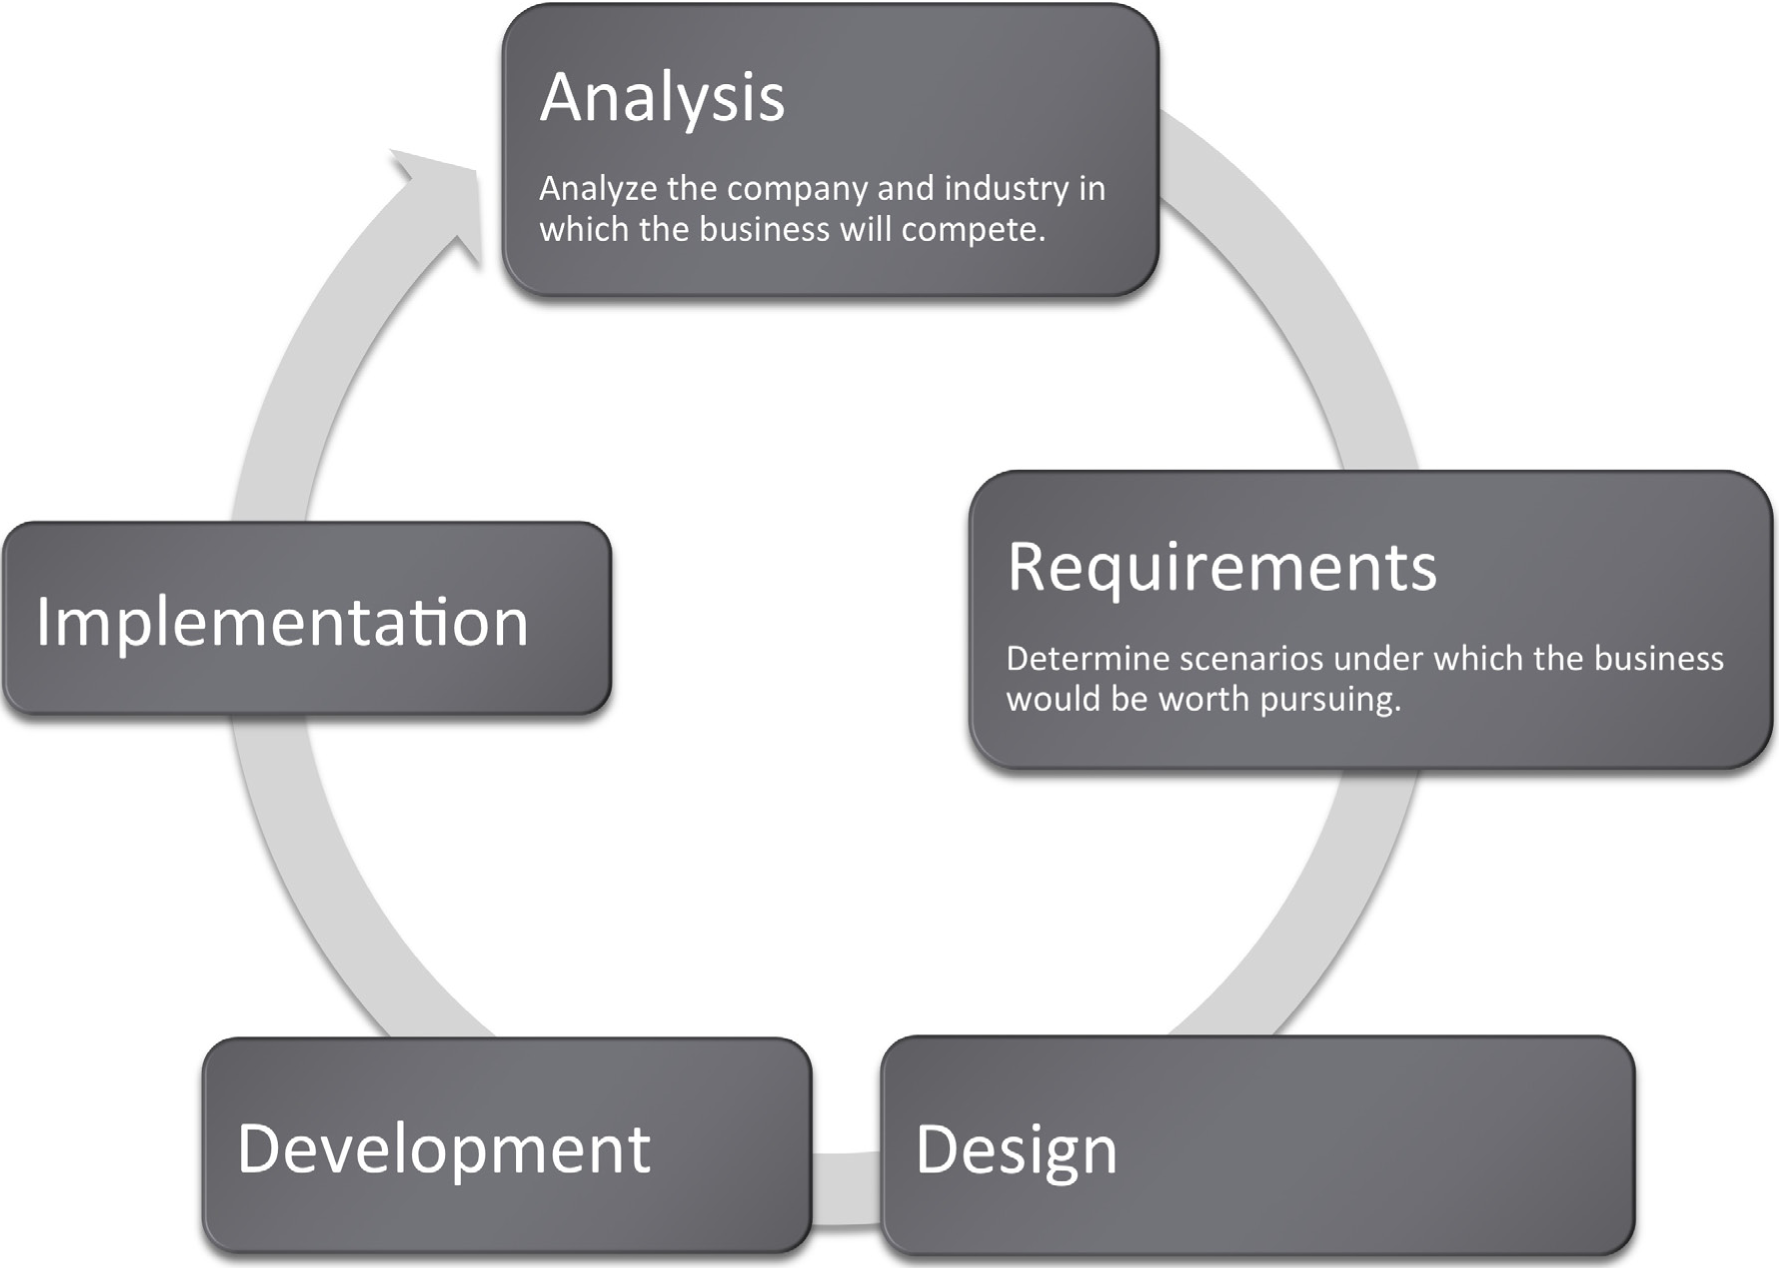 Analysis
Analyze the company and industry in
which the business will compete.
Requirements
Determine scenarios under which the business
would be worth pursuing.
Design
Development
Implementation